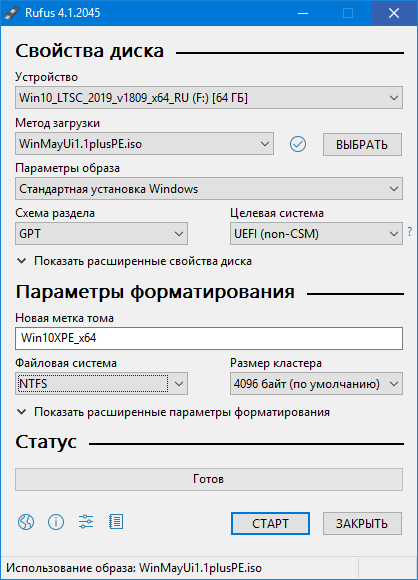 Rufus 4.1.2045
Свойства диска
Устройство
Win10_LTSC_2019_v1809_x64_RU (F:) [64 ГБ]
Метод загрузки
WinMayUi1.1plusPE.iso
ВЫБРАТЬ
Параметры образа
Стандартная установка Windows
Схема раздела Целевая система
GPT UEFI (non-CSM) ?
Показать расширенные свойства диска
Параметры форматирования
Новая метка тома
Win10XPE_x64
Файловая система Размер кластера
NTFS 4096 байт (по умолчанию)
Показать расширенные параметры форматирования
Статус
Готов
СТАРТ ЗАКРЫТЬ
Использование образа: WinMayUi1.1plusPE.iso